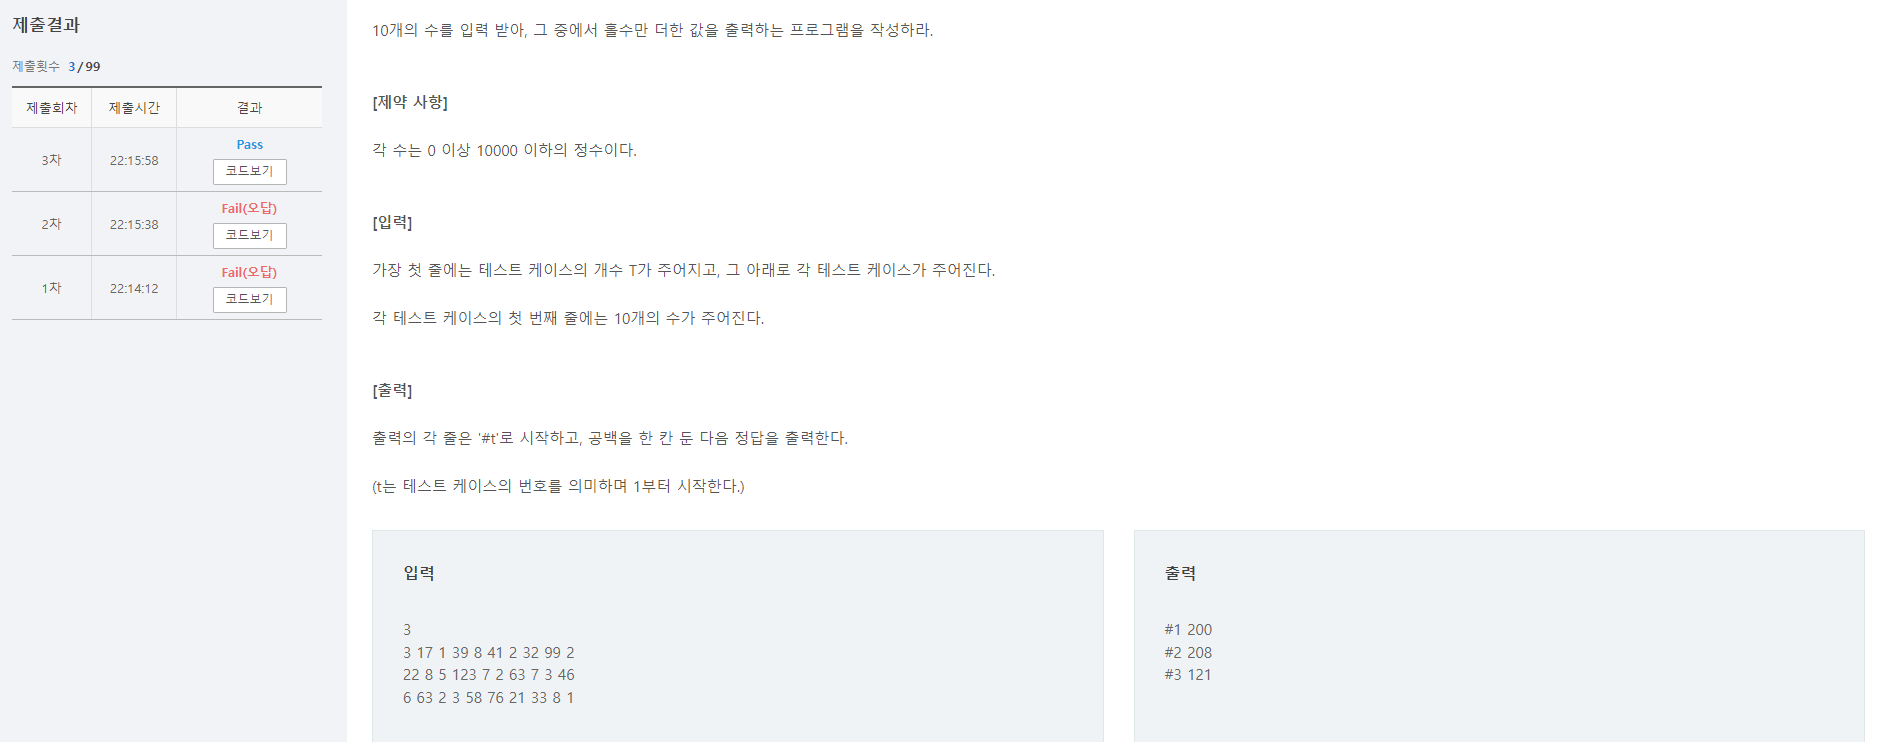 제출결과
제출횟수 3 / 99
제출회차 제출시간 결과
3차 22:15:58 Pass
코드보기
2차 22:15:38 Fail(오답)
코드보기
1차 22:14:12 Fail(오답)
코드보기
10개의 수를 입력 받아, 그 중에서 홀수만 더한 값을 출력하는 프로그램을 작성하라.
[제약 사항]
각 수는 0 이상 10000 이하의 정수이다.
[입력]
가장 첫 줄에는 테스트 케이스의 개수 T가 주어지고, 그 아래로 각 테스트 케이스가 주어진다.
각 테스트 케이스의 첫 번째 줄에는 10개의 수가 주어진다.
[출력]
출력의 각 줄은 '#t'로 시작하고, 공백을 한 칸 둔 다음 정답을 출력한다.
(t는 테스트 케이스의 번호를 의미하며 1부터 시작한다.)
입력
3
3 17 1 39 8 41 2 32 99 2
22 8 5 123 7 2 63 7 3 46
6 63 2 3 58 76 21 33 8 1
출력
#1 200
#2 208
#3 121